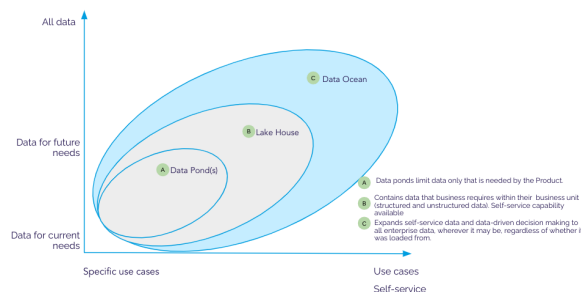 All data
C Data Ocean
B Lake House
Data for future
needs
A Data Pond(s)
A Data ponds limit data only that is needed by the Product.
B Contains data that business requires within their business unit
(structured and unstructured data). Self-service capability
available
C Expands self-service data and data-driven decision making to
all enterprise data, wherever it may be, regardless of whether i
was loaded from.
Data for current
needs
Specific use cases
Use cases
Self-service